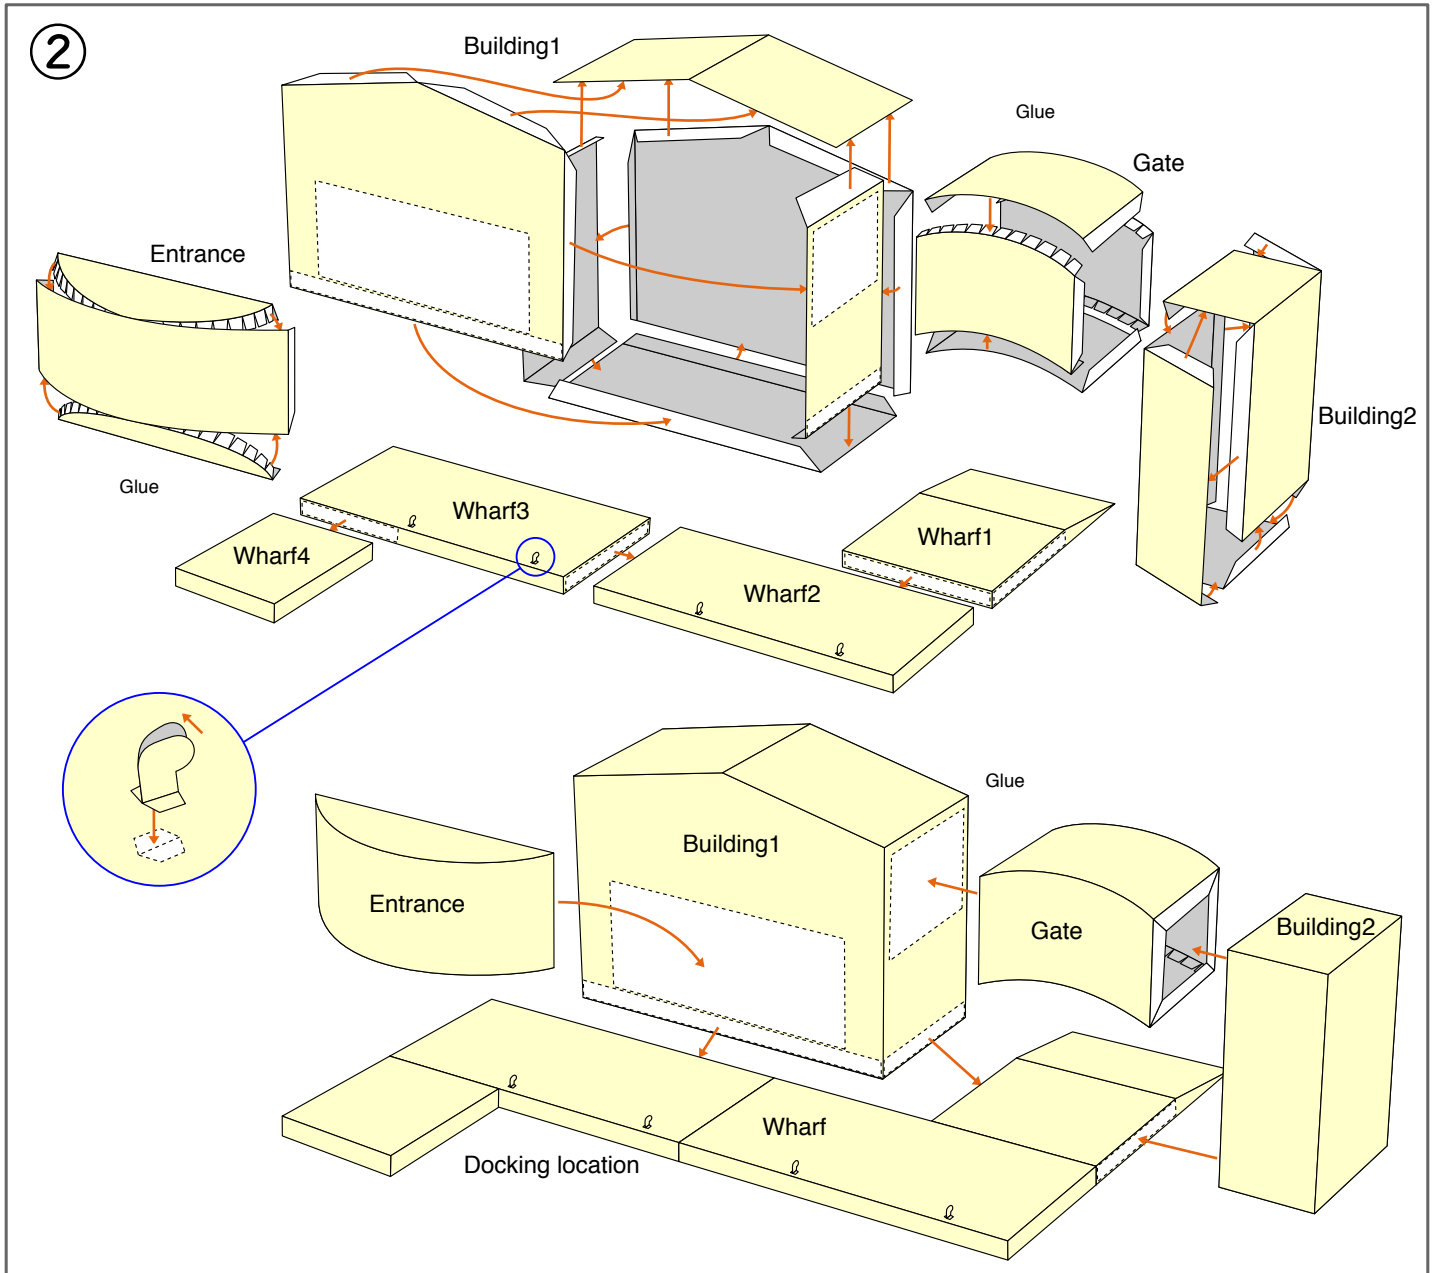 ②
Building1
Glue
Gate
Entrance
Building2
Glue
Wharf3
Wharf1
Wharf4
Wharf2
Glue
Building1
Entrance
Gate
Building2
Wharf
Docking location